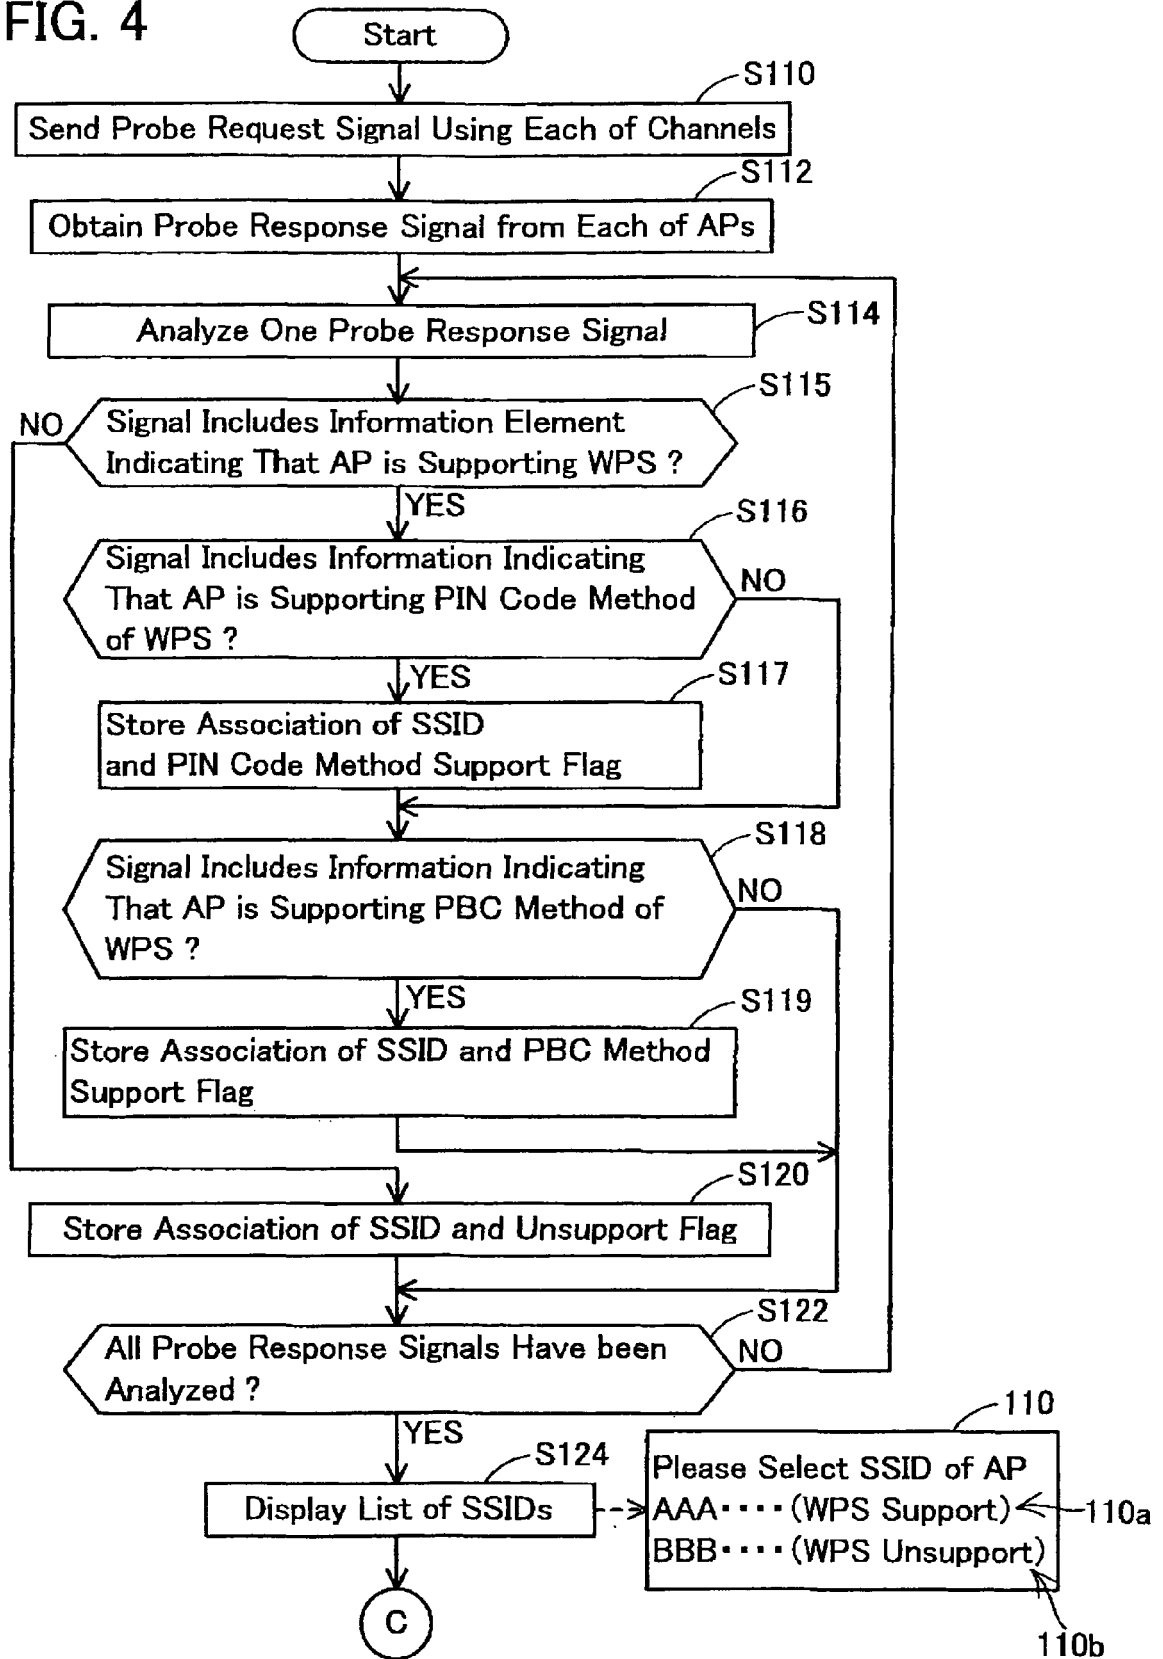 FIG. 4
Start
S110
Send Probe Request Signal Using Each of Channels
S112
Obtain Probe Response Signal from Each of APs
S114
Analyze One Probe Response Signal
S115
NO
Signal Includes Information Element
Indicating That AP is Supporting WPS ?
YES
S116
Signal Includes Information Indicating
That AP is Supporting PIN Code Method
of WPS ?
NO
YES
S117
Store Association of SSID
and PIN Code Method Support Flag
S118
Signal Includes Information Indicating
That AP is Supporting PBC Method of
WPS ?
NO
YES
S119
Store Association of SSID and PBC Method
Support Flag
S120
Store Association of SSID and Unsupport Flag
S122
All Probe Response Signals Have been
Analyzed ?
NO
YES
S124
Display List of SSIDs
110
Please Select SSID of AP
AAA････(WPS Support)
110a
BBB････(WPS Unsupport)
110b
C